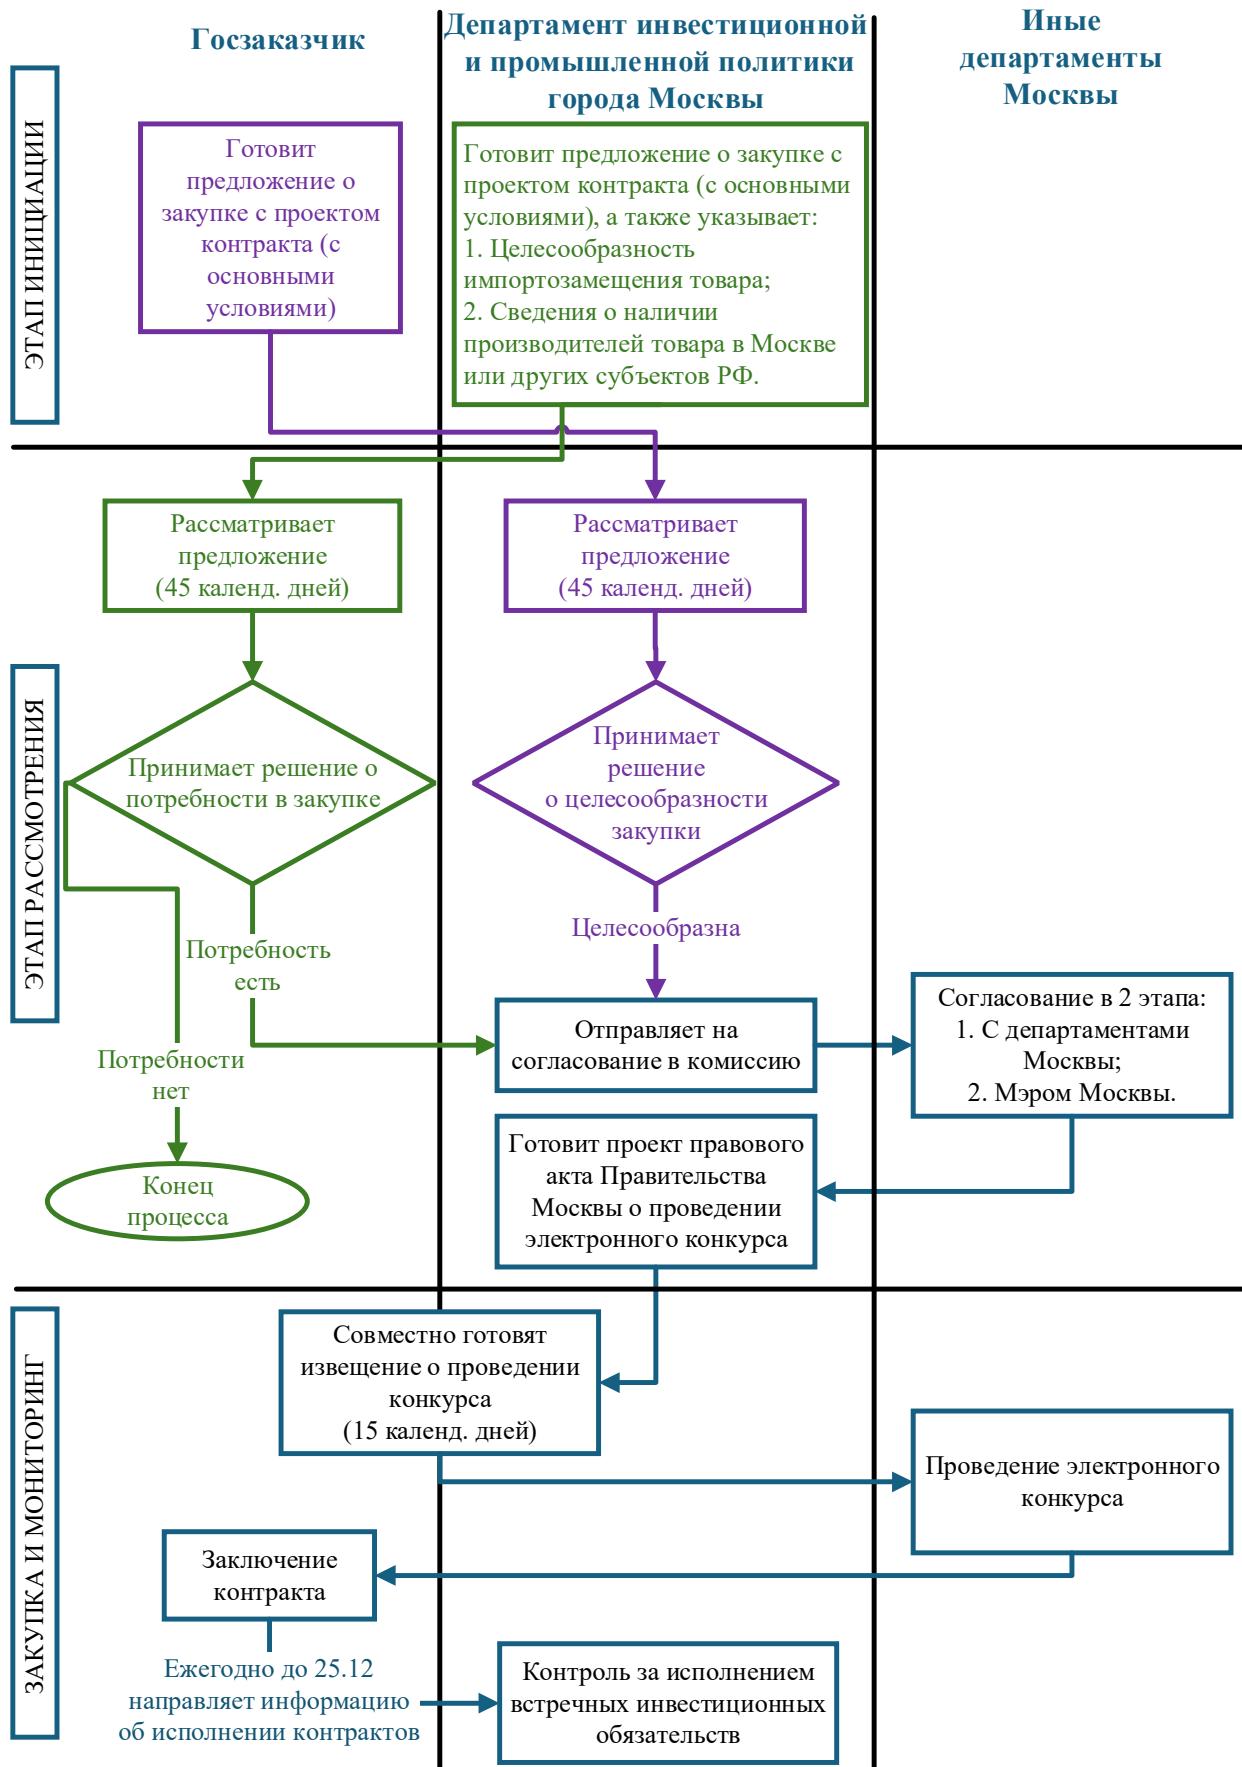 Госзаказчик
Департамент инвестиционной
и промышленной политики
города Москвы
Иные
департаменты
Москвы
ЭТАП ИНИЦИАЦИИ
Готовит
предложение о
закупке с проектом
контракта (с
основными
условиями)
Готовит предложение о закупке с
проектом контракта (с основными
условиями), а также указывает:
1. Целесообразность
импортозамещения товара;
2. Сведения о наличии
производителей товара в Москве
или других субъектов РФ.
ЭТАП РАССМОТРЕНИЯ
Рассматривает
предложение
(45 календ. дней)
Рассматривает
предложение
(45 календ. дней)
Принимает решение о
потребности в закупке
Принимает
решение
о целесообразности
закупки
Потребность
есть
Целесообразна
Потребности
нет
Конец
процесса
Отправляет на
согласование в комиссию
Согласование в 2 этапа:
1. С департаментами
Москвы;
2. Мэром Москвы.
Готовит проект правового
акта Правительства
Москвы о проведении
электронного конкурса
ЗАКУПКА И МОНИТОРИНГ
Совместно готовят
извещение о проведении
конкурса
(15 календ. дней)
Проведение электронного
конкурса
Заключение
контракта
Ежегодно до 25.12
направляет информацию
об исполнении контрактов
Контроль за исполнением
встречных инвестиционных
обязательств